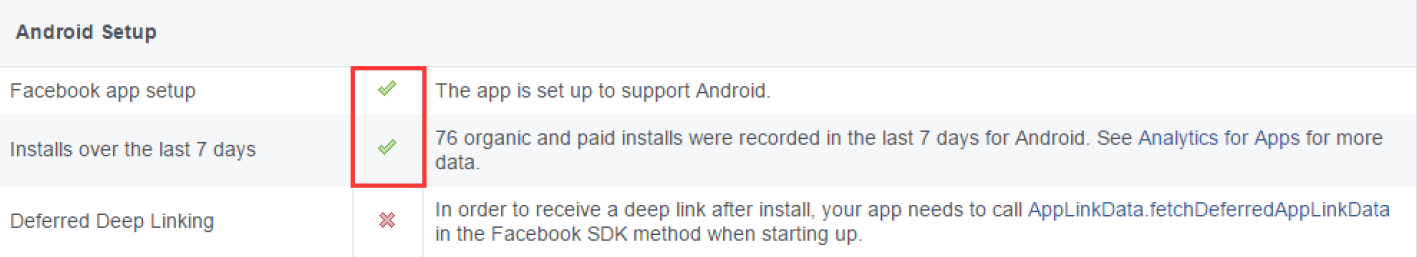 Android Setup
Facebook app setup
The app is set up to support Android.
Installs over the last 7 days
76 organic and paid installs were recorded in the last 7 days for Android. See Analytics for Apps for more
data.
Deferred Deep Linking
In order to receive a deep link after install, your app needs to call AppLinkData.fetchDeferredAppLinkData
in the Facebook SDK method when starting up.